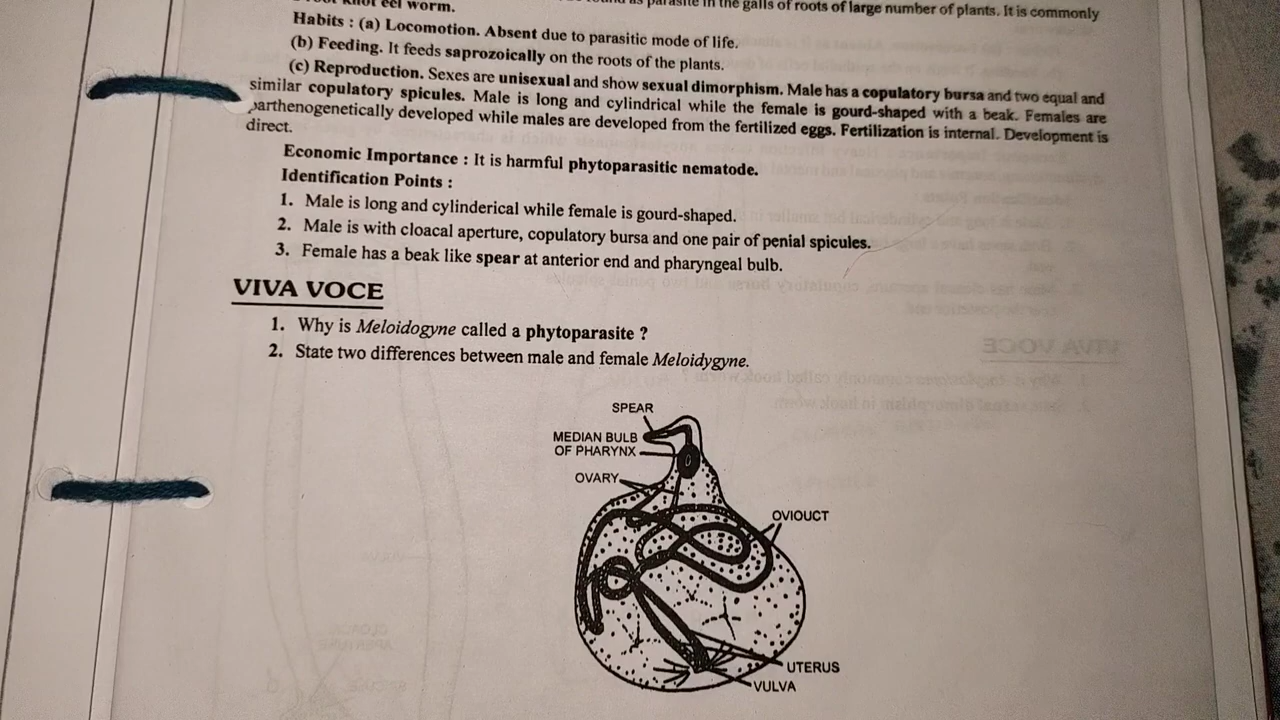 root knot eel worm.
as parasite in the galls of roots of large number of plants. It is commonly
Habits : (a) Locomotion. Absent due to parasitic mode of life.
(b) Feeding. It feeds saprozoically on the roots of the plants.
(c) Reproduction. Sexes are unisexual and show sexual dimorphism. Male has a copulatory bursa and two equal and
similar copulatory spicules. Male is long and cylindrical while the female is gourd-shaped with a beak. Females are
parthenogenetically developed while males are developed from the fertilized eggs. Fertilization is internal. Development is
direct.
Economic Importance : It is harmful phytoparasitic nematode.
Identification Points :
1. Male is long and cylinderical while female is gourd-shaped.
2. Male is with cloacal aperture, copulatory bursa and one pair of penial spicules.
3. Female has a beak like spear at anterior end and pharyngeal bulb.
VIVA VOCE
1. Why is Meloidogyne called a phytoparasite ?
2. State two differences between male and female Meloidygyne.
SPEAR
MEDIAN BULB
OF PHARYNX
OVARY
OVIOUCT
UTERUS
VULVA